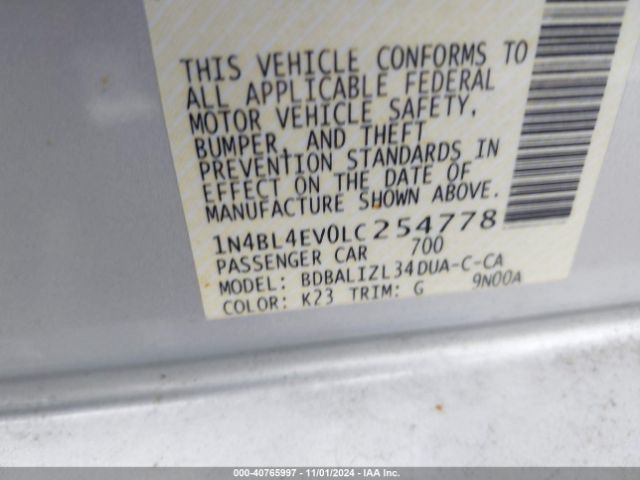 THIS VEHICLE CONFORMS TO
ALL APPLICABLE FEDERAL
MOTOR VEHICLE SAFETY,
BUMPER, AND THEFT
PREVENTION STANDARDS IN
EFFECT ON THE DATE OF
MANUFACTURE SHOWN ABOVE.
1N4BL4EV0LC254778
PASSENGER CAR 700
MODEL: BDBALIZL34DUA-C-CA
COLOR: K23 TRIM: G 9N00A
000-40765997 - 11/01/2024 - IAA Corp.